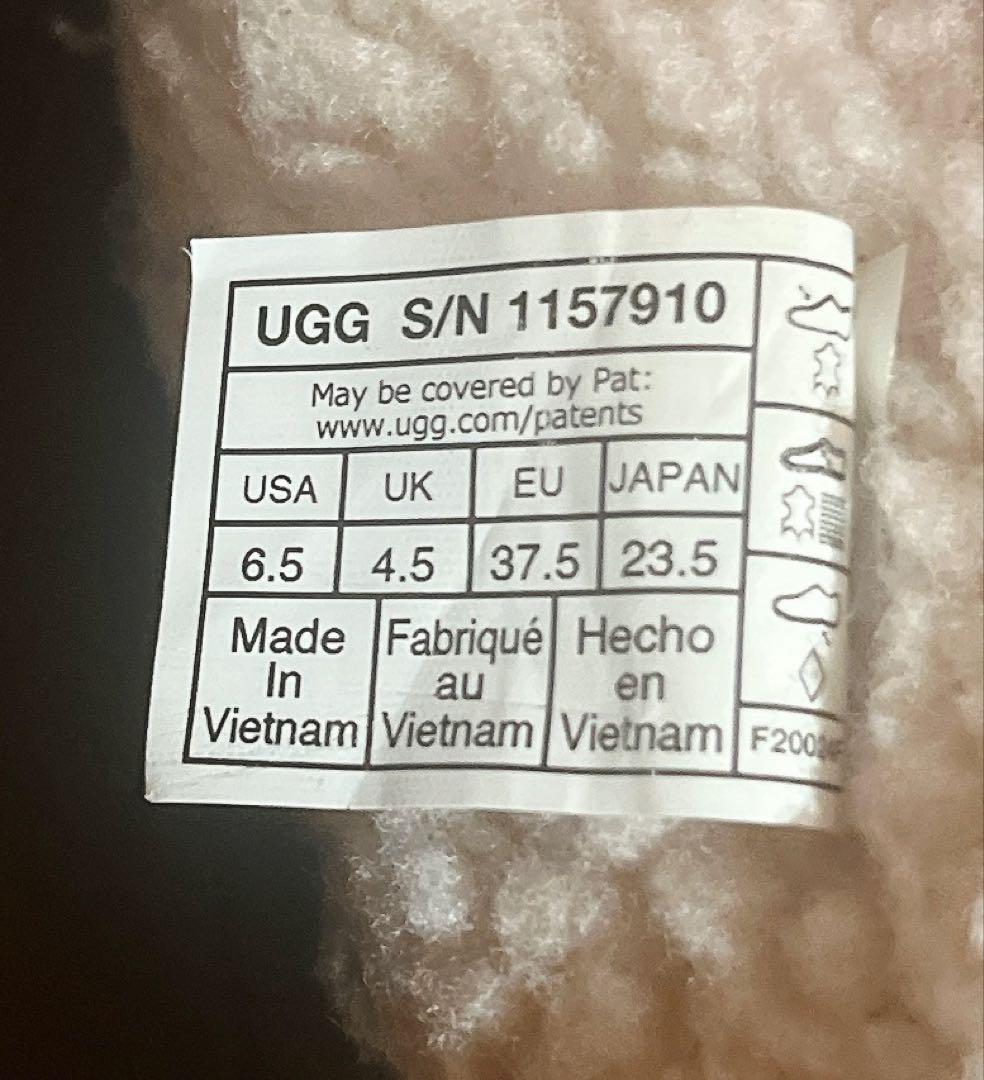 UGG S/N 1157910
May be covered by Pat:
www.ugg.com/patents
USA UK EU JAPAN
6.5 4.5 37.5 23.5
Made
In
Vietnam
Fabriqué
au
Vietnam
Hecho
en
Vietnam